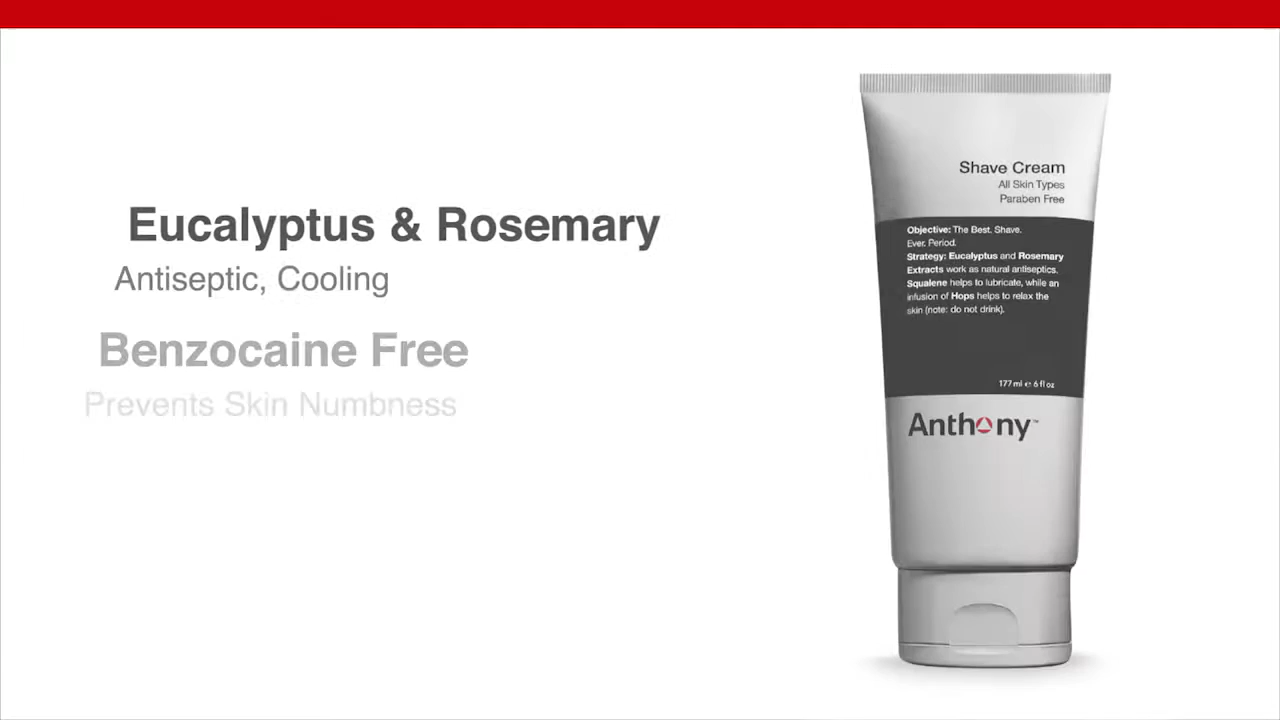 Eucalyptus & Rosemary
Antiseptic, Cooling
Benzocaine Free
Prevents Skin Numbness
Shave Cream
All Skin Types
Paraben Free
Objective: The Best. Shave.
Ever. Period.
Strategy: Eucalyptus and Rosemary
Extracts work as natural antiseptics.
Squalene helps to lubricate, while an
infusion of Hops helps to relax the
skin (note: do not drink).
177 ml e 6 fl oz
Anthony™